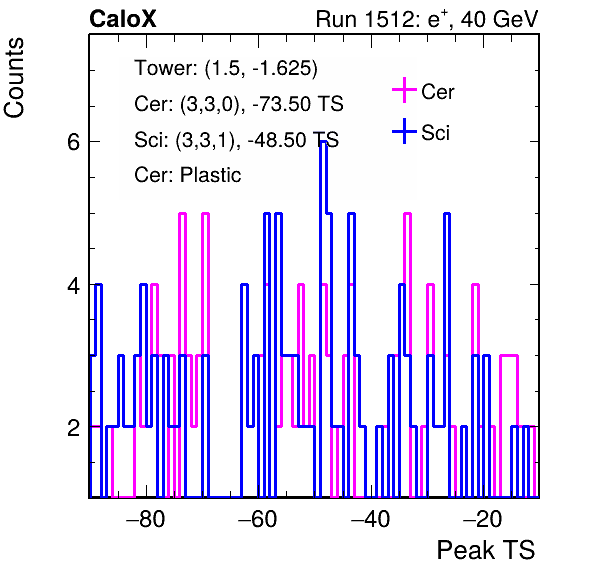 CaloX Run 1512: e⁺, 40 GeV
Counts
Tower: (1.5, -1.625)
Cer: (3,3,0), -73.50 TS
Sci: (3,3,1), -48.50 TS
Cer: Plastic
Cer
Sci
6
4
2
−80 −60 −40 −20
Peak TS